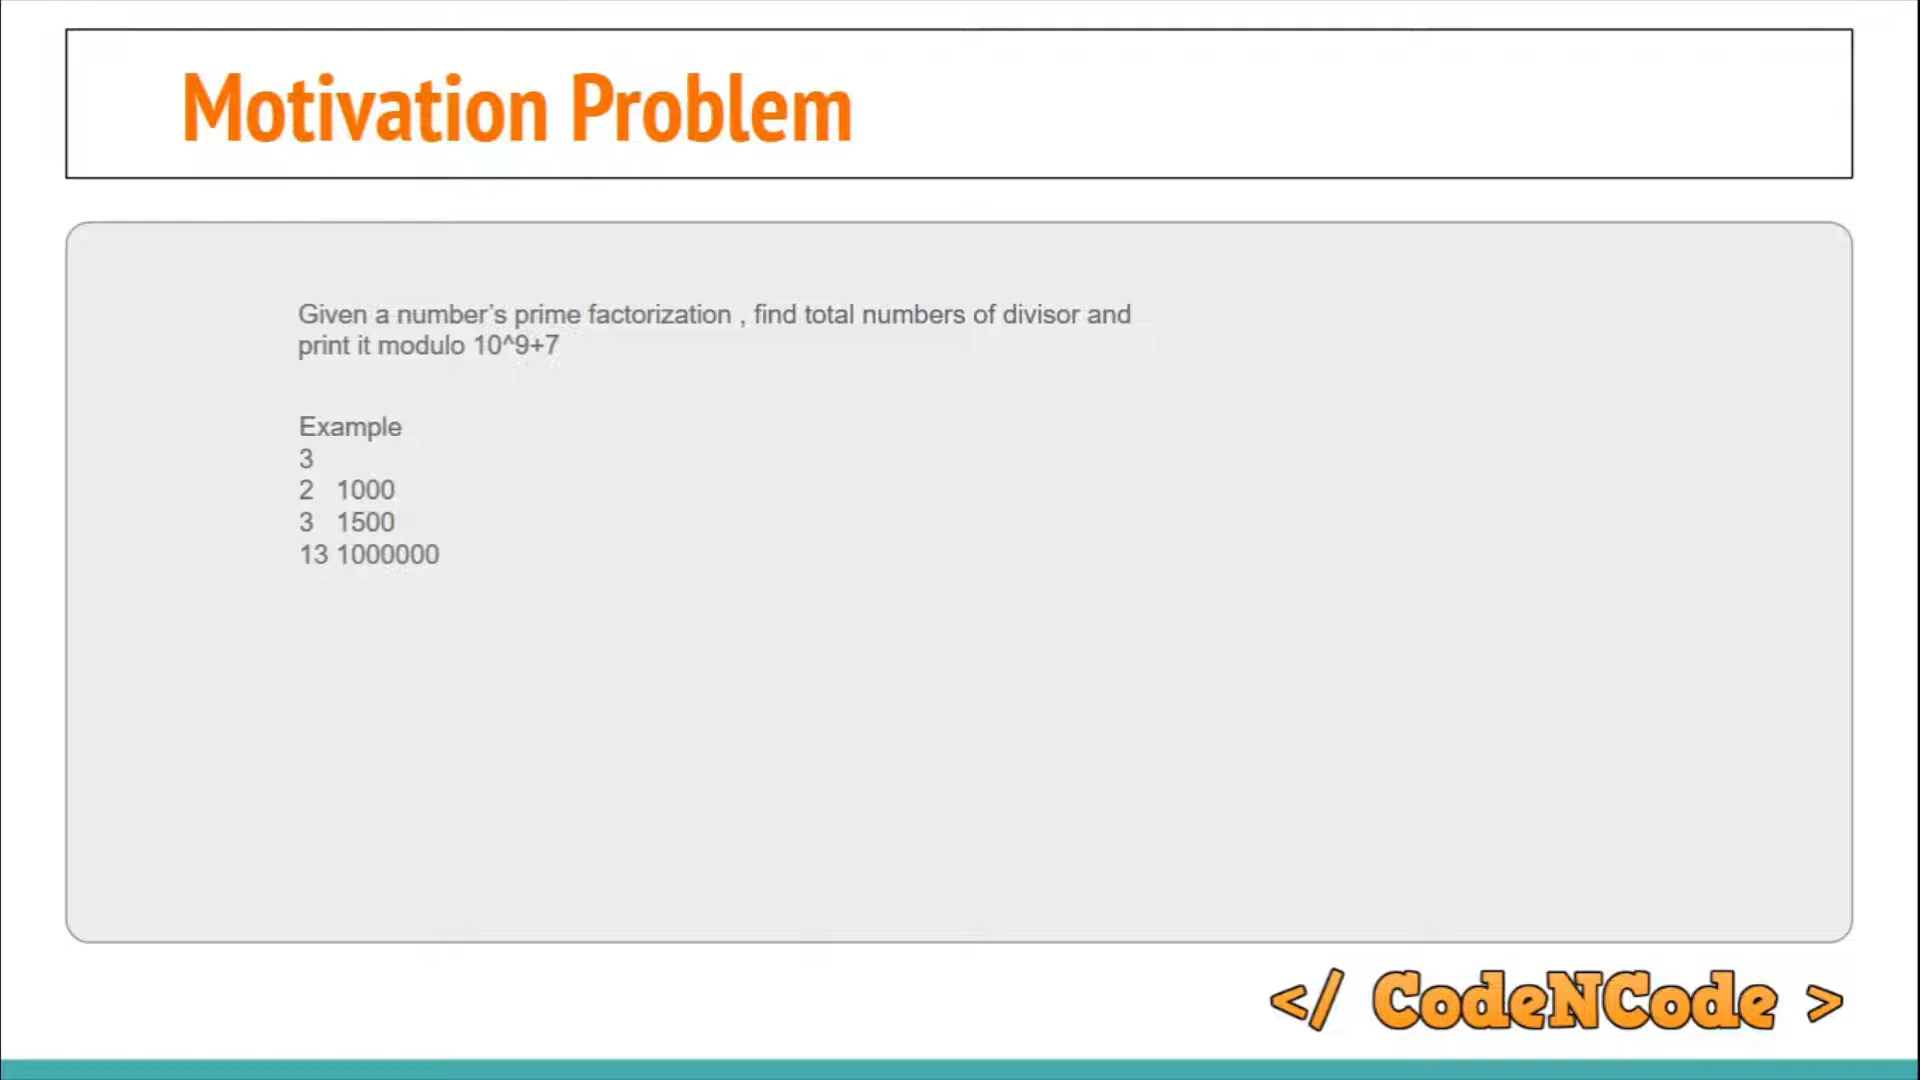 Motivation Problem
Given a number’s prime factorization , find total numbers of divisor and
print it modulo 10^9+7
Example
3
2 1000
3 1500
13 1000000
</ CodeNCode >